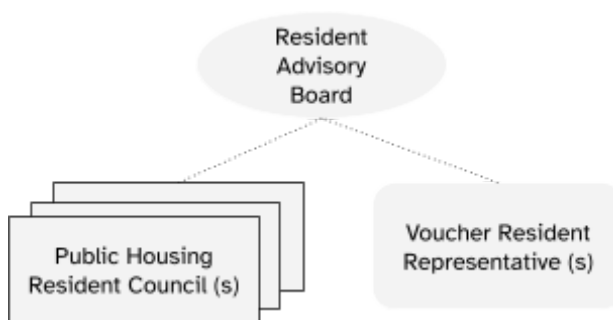 Resident
Advisory
Board
Public Housing
Resident Council (s)
Voucher Resident
Representative (s)